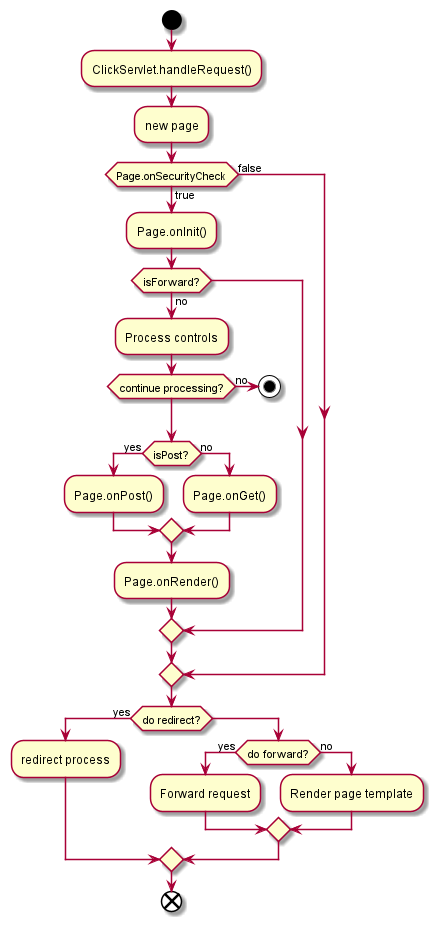 ClickServlet.handleRequest()
new page
Page.onSecurityCheck
false
true
Page.onInit()
isForward?
no
Process controls
continue processing?
no
isPost?
yes
no
Page.onPost()
Page.onGet()
Page.onRender()
do redirect?
yes
redirect process
do forward?
yes
no
Forward request
Render page template